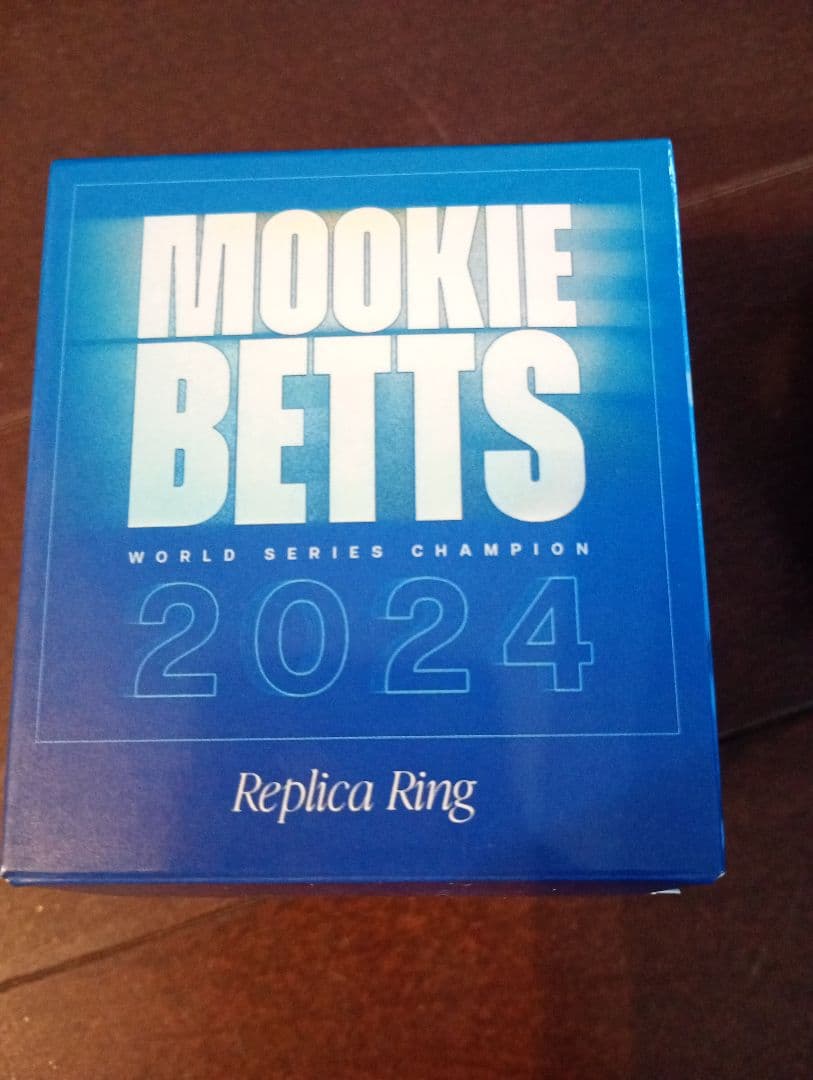 MOOKIE
BETTS
WORLD SERIES CHAMPION
2024
Replica Ring